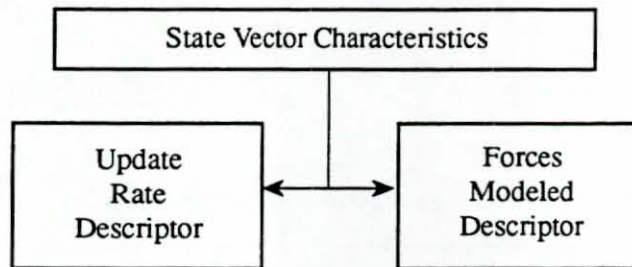 State Vector Characteristics
Update
Rate
Descriptor
Forces
Modeled
Descriptor